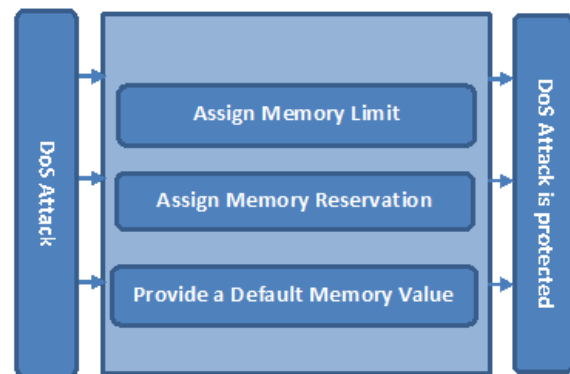 DoS Attack
Assign Memory Limit
Assign Memory Reservation
Provide a Default Memory Value
DoS Attack is protected